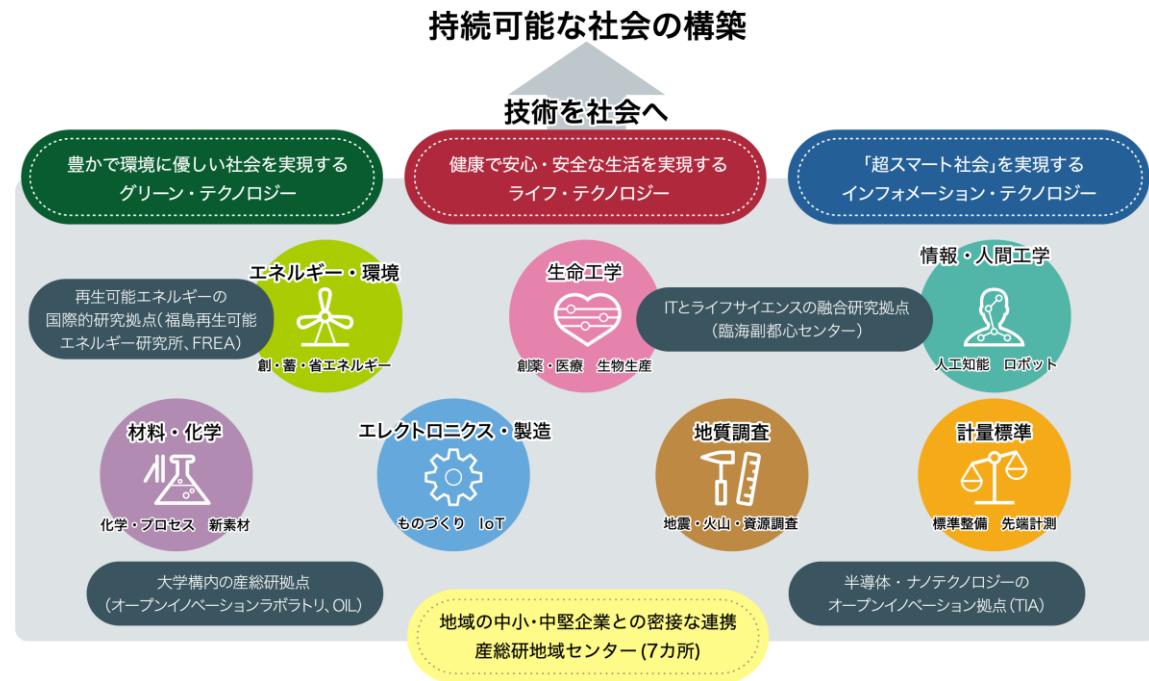 持続可能な社会の構築
技術を社会へ
豊かで環境に優しい社会を実現する
グリーン・テクノロジー
健康で安心・安全な生活を実現する
ライフ・テクノロジー
「超スマート社会」を実現する
インフォメーション・テクノロジー
エネルギー・環境
再生可能エネルギーの
国際的研究拠点(福島再生可能
エネルギー研究所、FREA)
創・蓄・省エネルギー
生命工学
創薬・医療　生物生産
ITとライフサイエンスの融合研究拠点
(臨海副都心センター)
情報・人間工学
人工知能　ロボット
材料・化学
化学・プロセス　新素材
エレクトロニクス・製造
ものづくり　IoT
地質調査
地震・火山・資源調査
計量標準
標準整備　先端計測
大学構内の産総研拠点
(オープンイノベーションラボラトリ、OIL)
地域の中小・中堅企業との密接な連携
産総研地域センター(7カ所)
半導体・ナノテクノロジーの
オープンイノベーション拠点(TIA)